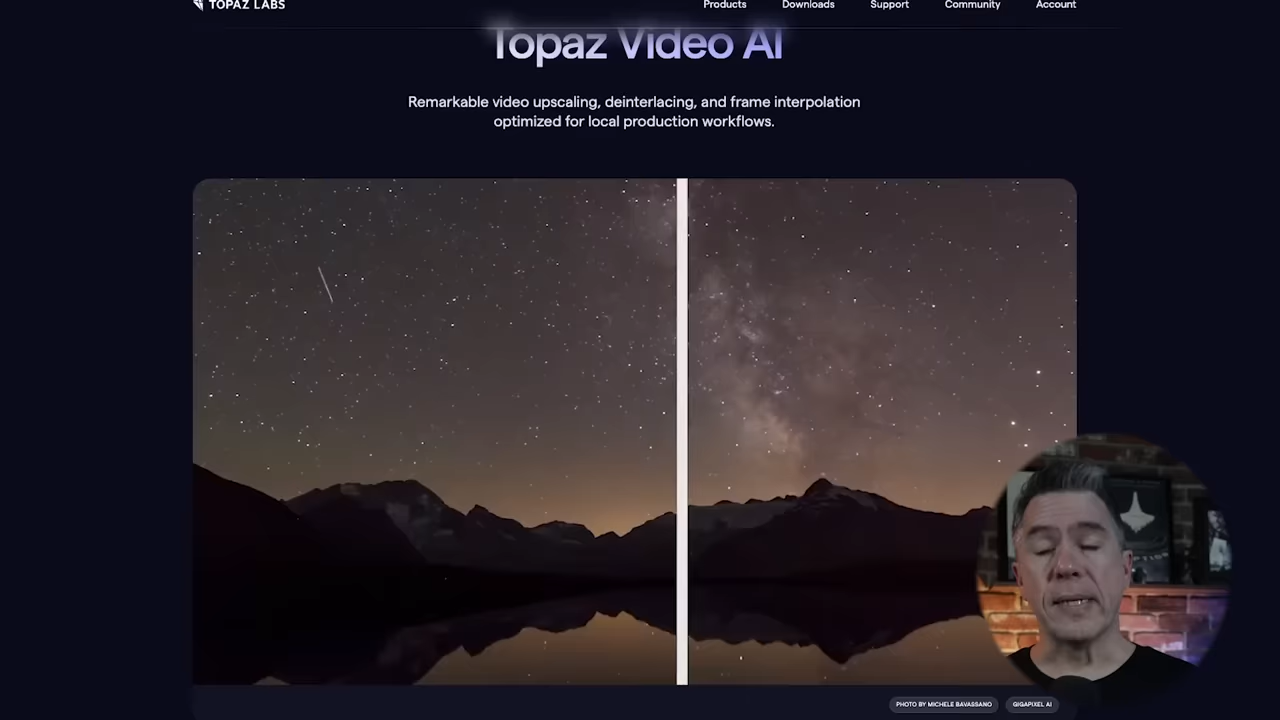 TOPAZ LABS
Products Downloads Support Community Account
Topaz Video AI
Remarkable video upscaling, deinterlacing, and frame interpolation
optimized for local production workflows.
PHOTO BY MICHELE BAVASSANO GIGAPIXEL AI